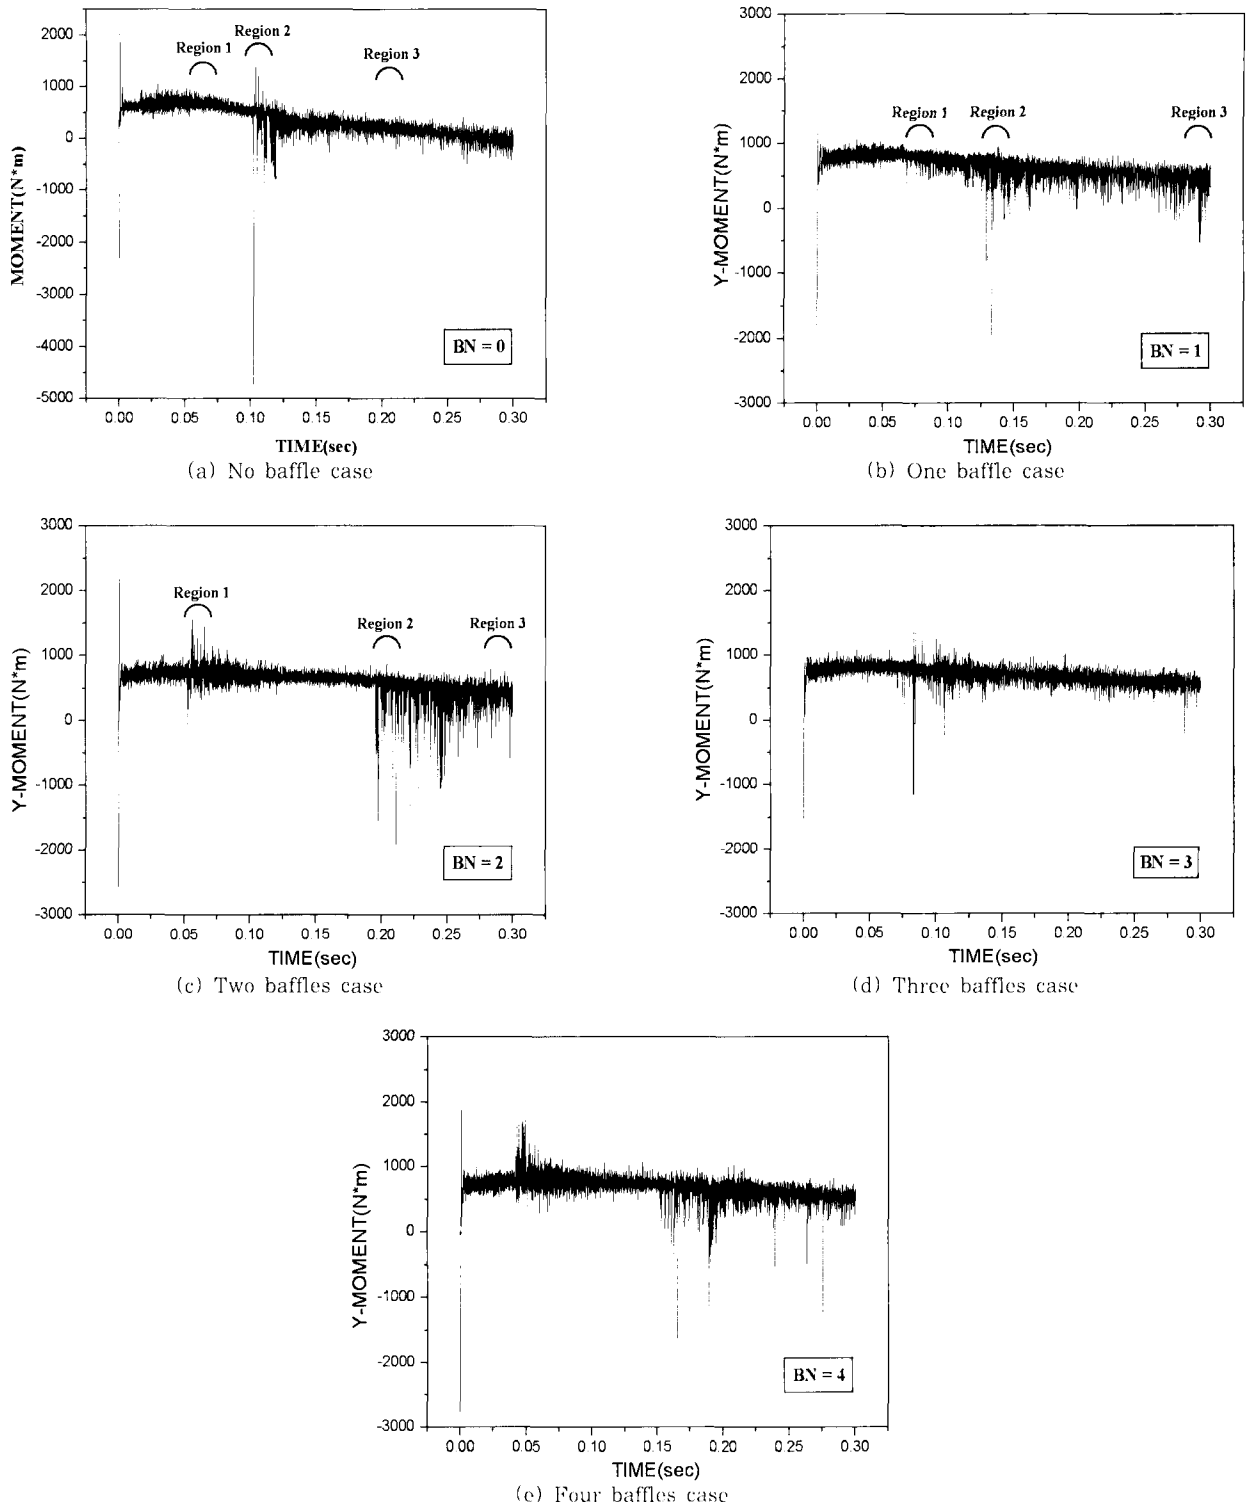 2000
1000
0
-1000
-2000
-3000
-4000
-5000
MOMENT(N*m)
Region 1
Region 2
Region 3
BN = 0
0.00 0.05 0.10 0.15 0.20 0.25 0.30
TIME(sec)
(a) No baffle case
3000
2000
1000
0
-1000
-2000
-3000
Y-MOMENT(N*m)
Region 1
Region 2
Region 3
BN = 1
0.00 0.05 0.10 0.15 0.20 0.25 0.30
TIME(sec)
(b) One baffle case
3000
2000
1000
0
-1000
-2000
-3000
Y-MOMENT(N*m)
Region 1
Region 2
Region 3
BN = 2
0.00 0.05 0.10 0.15 0.20 0.25 0.30
TIME(sec)
(c) Two baffles case
3000
2000
1000
0
-1000
-2000
-3000
Y-MOMENT(N*m)
BN = 3
0.00 0.05 0.10 0.15 0.20 0.25 0.30
TIME(sec)
(d) Three baffles case
3000
2000
1000
0
-1000
-2000
-3000
Y-MOMENT(N*m)
BN = 4
0.00 0.05 0.10 0.15 0.20 0.25 0.30
TIME(sec)
(e) Four baffles case